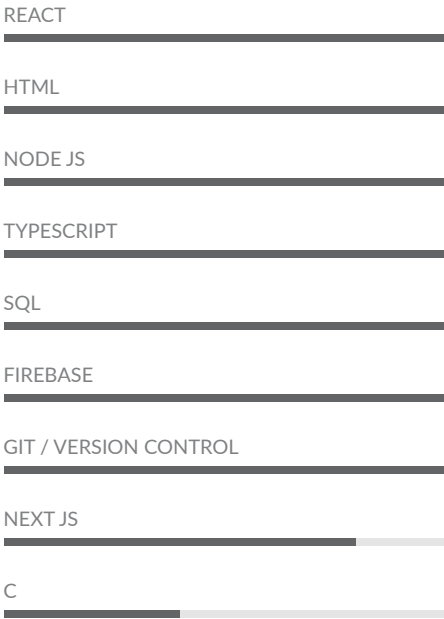 REACT
HTML
NODE JS
TYPESCRIPT
SQL
FIREBASE
GIT / VERSION CONTROL
NEXT JS
C